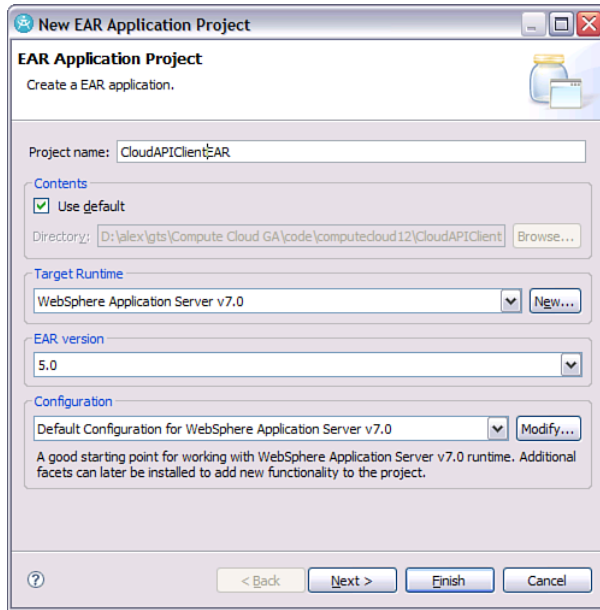 New EAR Application Project
EAR Application Project
Create a EAR application.
Project name: CloudAPIClientEAR
Contents
Use default
Directory: D:\alex\gts\Compute Cloud GA\code\computecloud12\CloudAPIClient Browse...
Target Runtime
WebSphere Application Server v7.0 New...
EAR version
5.0
Configuration
Default Configuration for WebSphere Application Server v7.0 Modify...
A good starting point for working with WebSphere Application Server v7.0 runtime. Additional
facets can later be installed to add new functionality to the project.
? < Back Next > Finish Cancel